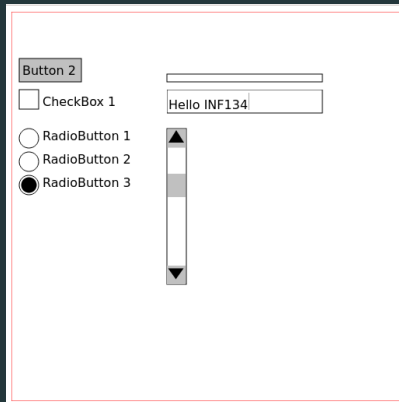 Button 2
CheckBox 1
Hello INF134
RadioButton 1
RadioButton 2
RadioButton 3